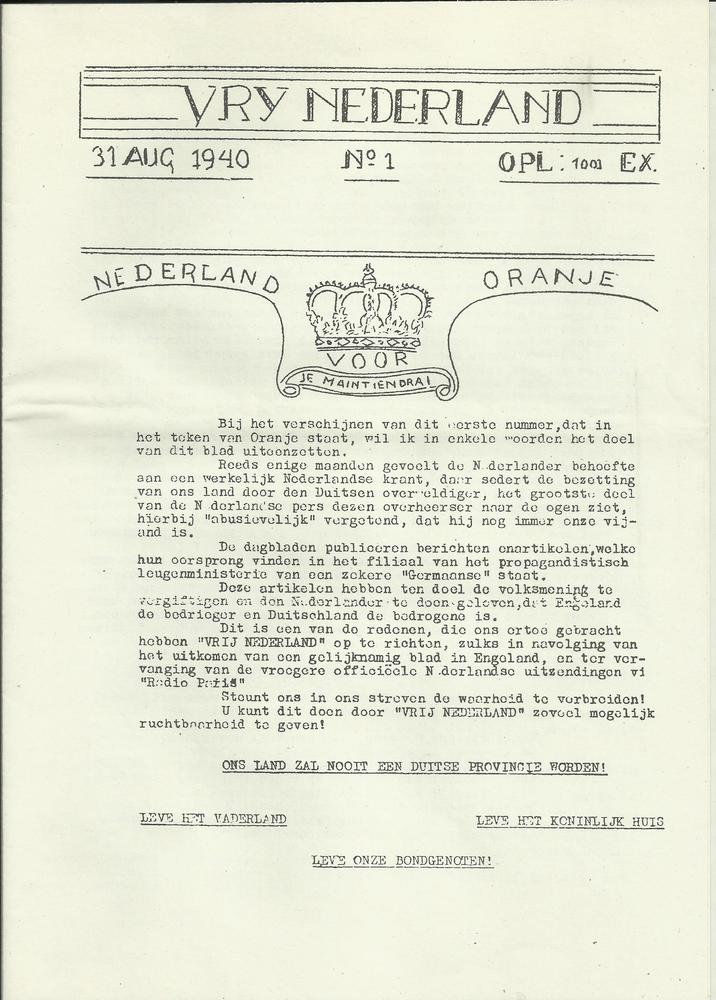 VRY NEDERLAND
31 AUG 1940 Nº 1 OPL: 1001 EX.
NEDERLAND ORANJE
VOOR
JE MAINTIENDRAI
Bij het verschijnen van dit eerste nummer,dat in
het teken van Oranje staat, wil ik in enkele woorden het doel
van dit blad uiteenzetten.
Reeds enige maanden gevoelt de Nederlander behoefte
aan een werkelijk Nederlandse krant, daar sedert de bezetting
van ons land door den Duitsen overweldiger, het grootste deel
van de Nederlandse pers dezen overheerser naar de ogen ziet,
hierbij "abusievelijk" vergetend, dat hij nog immer onze vij-
and is.
De dagbladen publiceren berichten enartikelen,welke
hun oorsprong vinden in het filiaal van het propagandistisch
leugenministerie van een zekere "Germaanse" staat.
Deze artikelen hebben ten doel de volksmening te
vergiftigen en den Nederlander te doen geloven,dat Engeland
de bedrieger en Duitschland de bedrogene is.
Dit is een van de redenen, die ons ertoe gebracht
hebben "VRIJ NEDERLAND" op te richten, zulks in navolging van
het uitkomen van een gelijknamig blad in Engeland, en ter ver-
vanging van de vroegere officiëele Nederlandse uitzendingen vi
"Radio Parijs"
Steunt ons in ons streven de waarheid te verbreiden!
U kunt dit doen door "VRIJ NEDERLAND" zoveel mogelijk
ruchtbaarheid te geven!
ONS LAND ZAL NOOIT EEN DUITSE PROVINCIE WORDEN!
LEVE HET VADERLAND LEVE HET KONINLIJK HUIS
LEVE ONZE BONDGENOTEN!